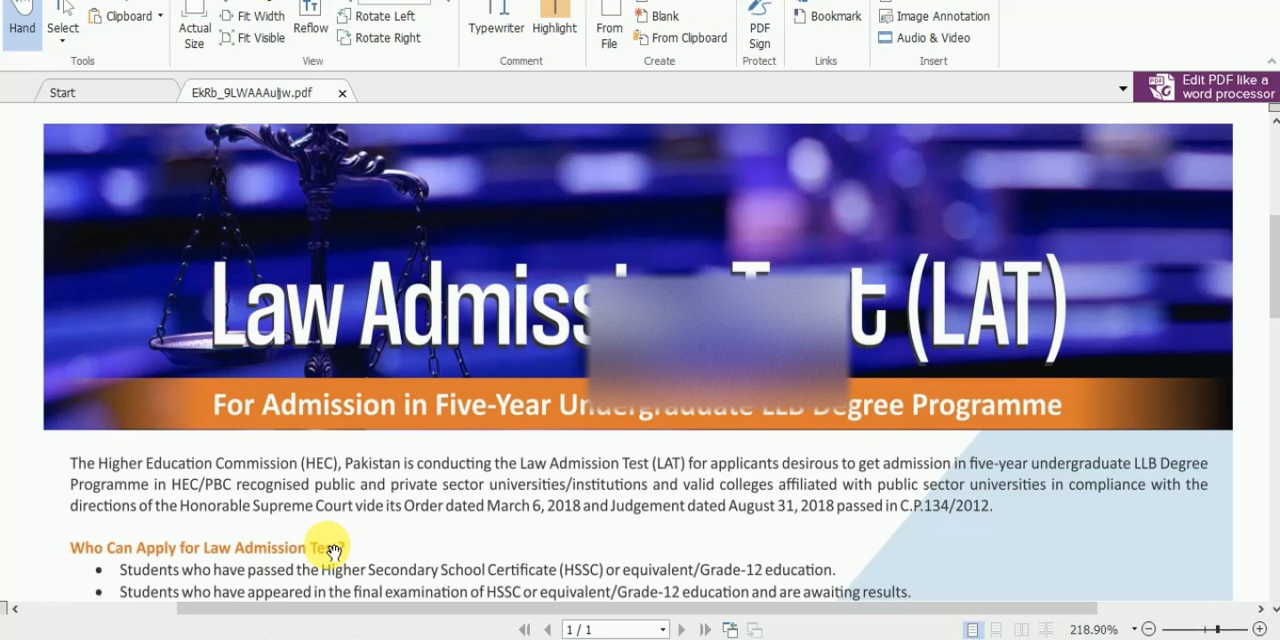 Clipboard
Fit Width
Rotate Left
Blank
Bookmark
Image Annotation
Hand
Select
Actual
Size
Fit Visible
Reflow
Rotate Right
Typewriter
Highlight
From
File
From Clipboard
PDF
Sign
Audio & Video
Tools
View
Comment
Create
Protect
Links
Insert
Start
EkRb_9LWAAAujjw.pdf
Edit PDF like a
word processor
Law (LAT)
For Admission in Five-Year Degree Programme
The Higher Education Commission (HEC), Pakistan is conducting the Law Admission Test (LAT) for applicants desirous to get admission in five-year undergraduate LLB Degree
Programme in HEC/PBC recognised public and private sector universities/institutions and valid colleges affiliated with public sector universities in compliance with the
directions of the Honorable Supreme Court vide its Order dated March 6, 2018 and Judgement dated August 31, 2018 passed in C.P.134/2012.
Who Can Apply for Law Admission Test?
• Students who have passed the Higher Secondary School Certificate (HSSC) or equivalent/Grade-12 education.
• Students who have appeared in the final examination of HSSC or equivalent/Grade-12 education and are awaiting results.
1 / 1
218.90%